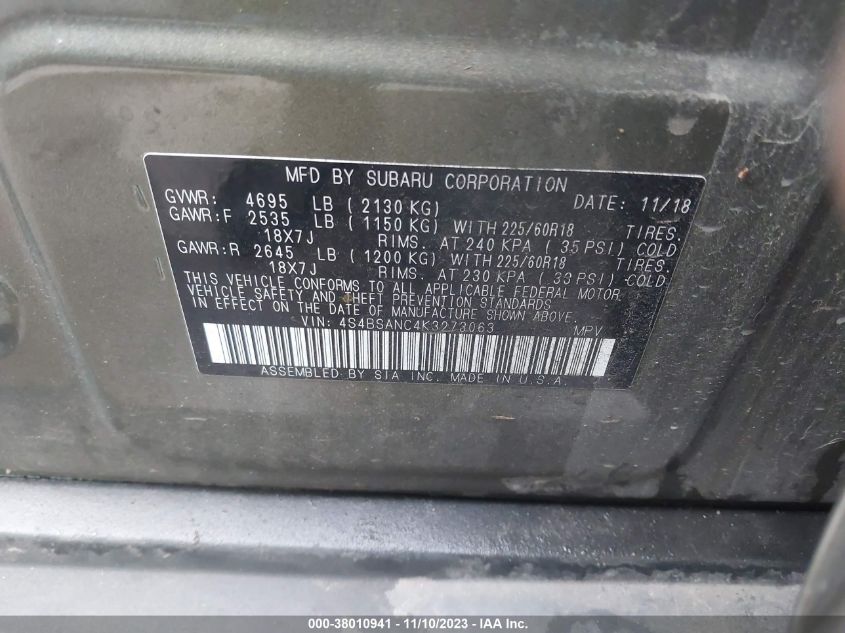 MFD BY SUBARU CORPORATION
GVWR: 4695 LB ( 2130 KG) DATE: 11/18
GAWR:F 2535 LB ( 1150 KG) WITH 225/60R18 TIRES.
18X7J RIMS. AT 240 KPA ( 35 PSI) COLD
GAWR:R 2645 LB ( 1200 KG) WITH 225/60R18 TIRES.
18X7J RIMS. AT 230 KPA ( 33 PSI) COLD
THIS VEHICLE CONFORMS TO ALL APPLICABLE FEDERAL MOTOR
VEHICLE SAFETY AND THEFT PREVENTION STANDARDS
IN EFFECT ON THE DATE OF MANUFACTURE SHOWN ABOVE.
VIN: 4S4BSANC4K3273063 MPV
ASSEMBLED BY SIA INC. MADE IN U.S.A.
000-38010941 - 11/10/2023 - IAA Inc.